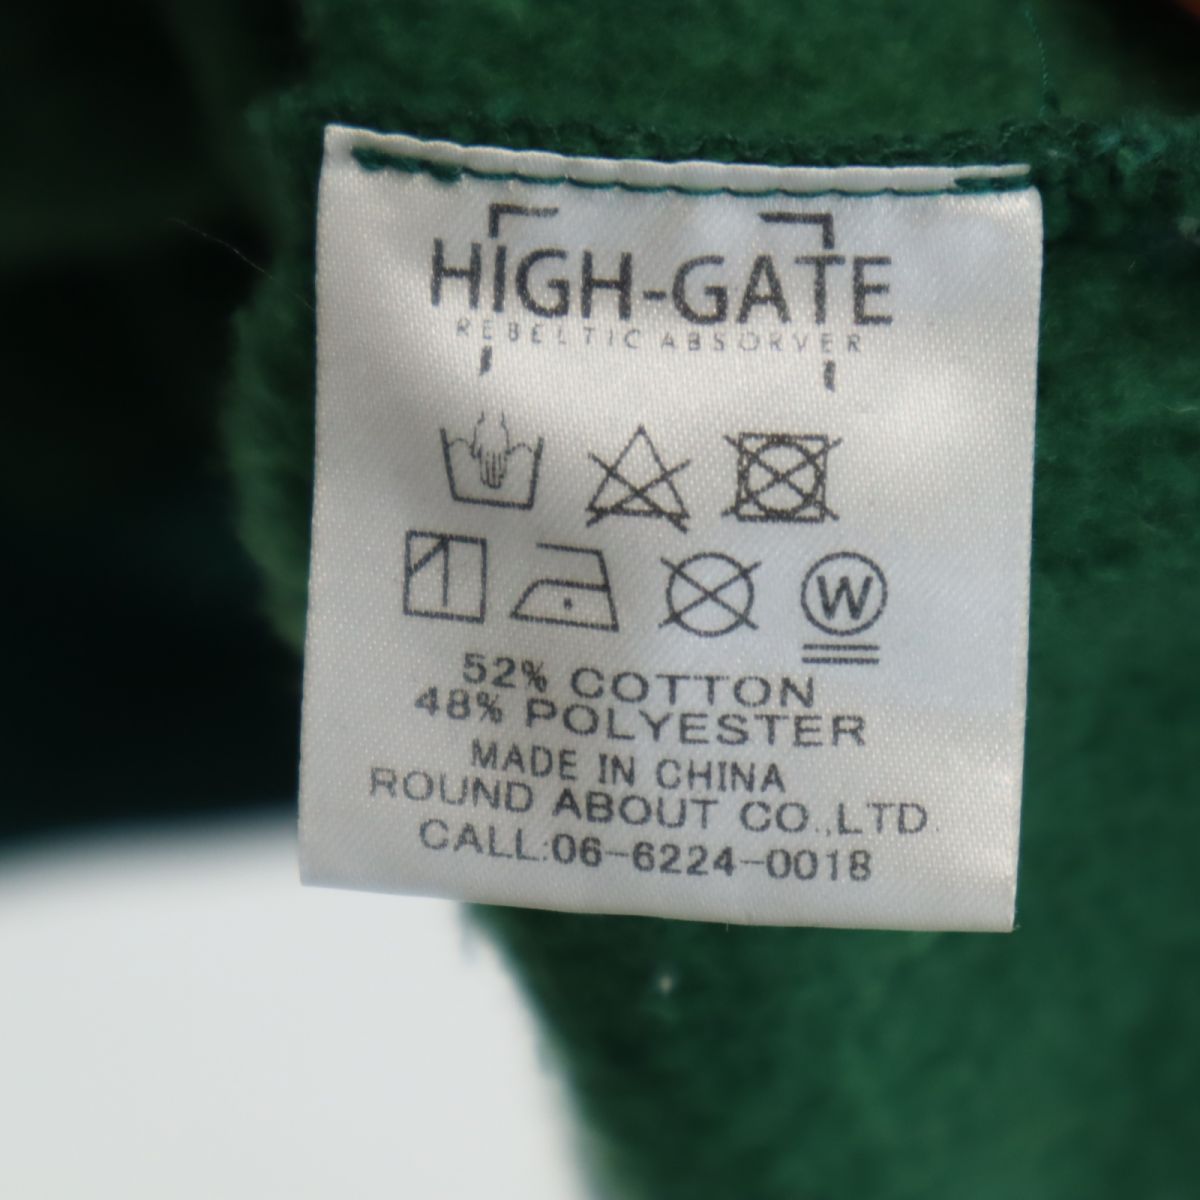 HIGH-GATE
REBELTIC ABSORVER
W
52% COTTON
48% POLYESTER
MADE IN CHINA
ROUND ABOUT CO.,LTD.
CALL:06-6224-0018